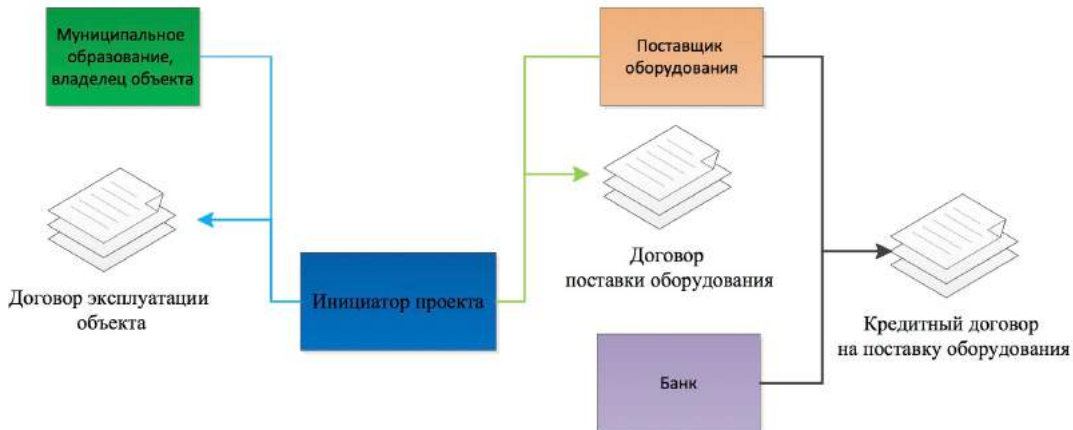 Муниципальное
образование,
владелец объекта
Поставщик
оборудования
Договор эксплуатации
объекта
Инициатор проекта
Договор
поставки оборудования
Банк
Кредитный договор
на поставку оборудования